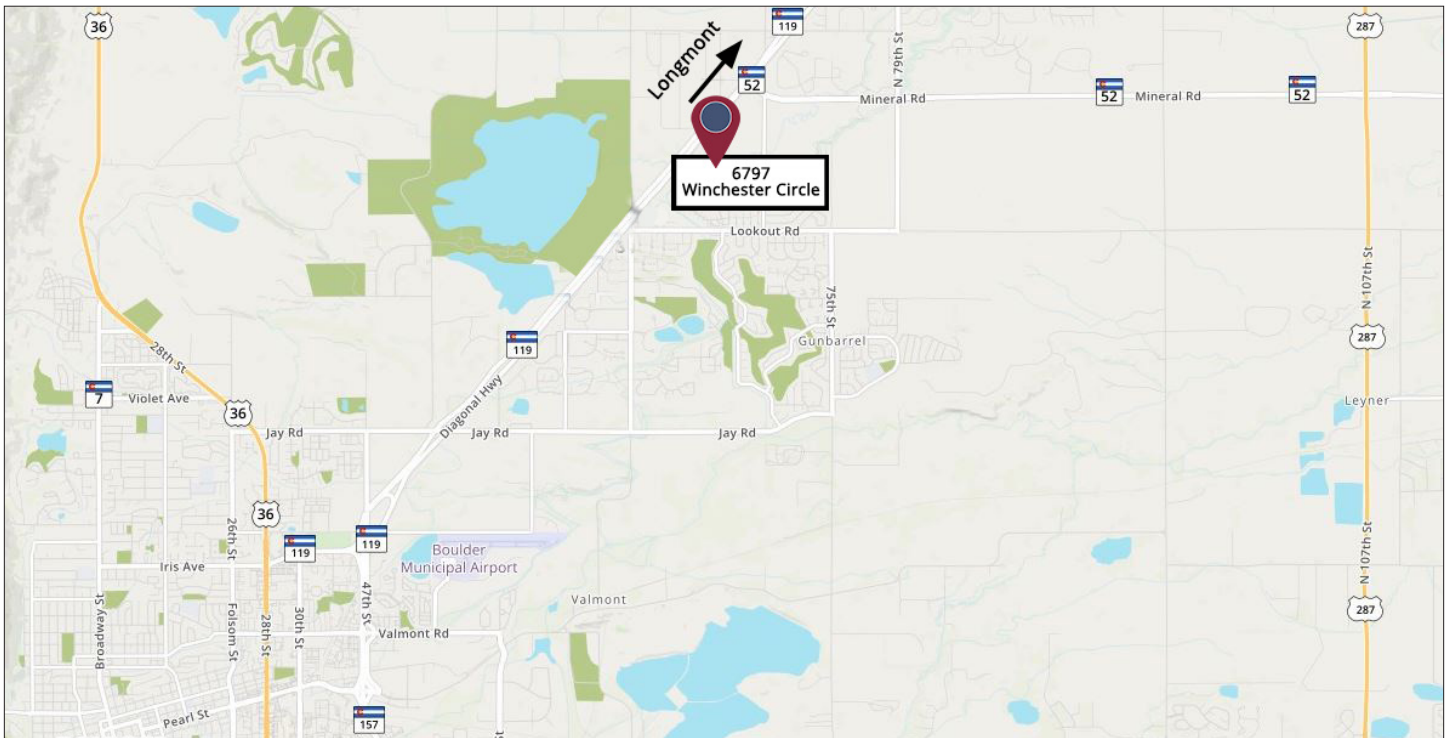 36
119
287
Longmont
52
N 79th St
Mineral Rd
52
Mineral Rd
52
6797
Winchester Circle
Lookout Rd
N 107th St
75th St
119
28th St
Gunbarrel
287
Diagonal Hwy
7
Violet Ave
36
Leyner
Jay Rd
Jay Rd
Jay Rd
36
26th St
119
119
Boulder
Municipal Airport
Iris Ave
N 107th St
47th St
Valmont
287
Broadway St
Folsom St
28th St
30th St
Valmont Rd
Pearl St
157